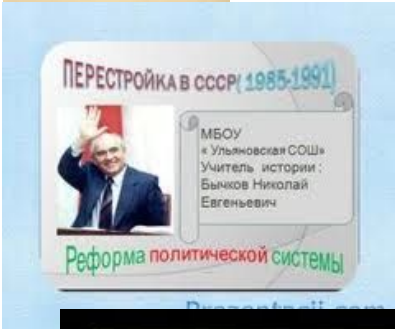 ПЕРЕСТРОЙКА В СССР( 1985-1991)
МБОУ
« Ульяновская СОШ»
Учитель истории :
Бычков Николай
Евгеньевич
Реформа политической системы